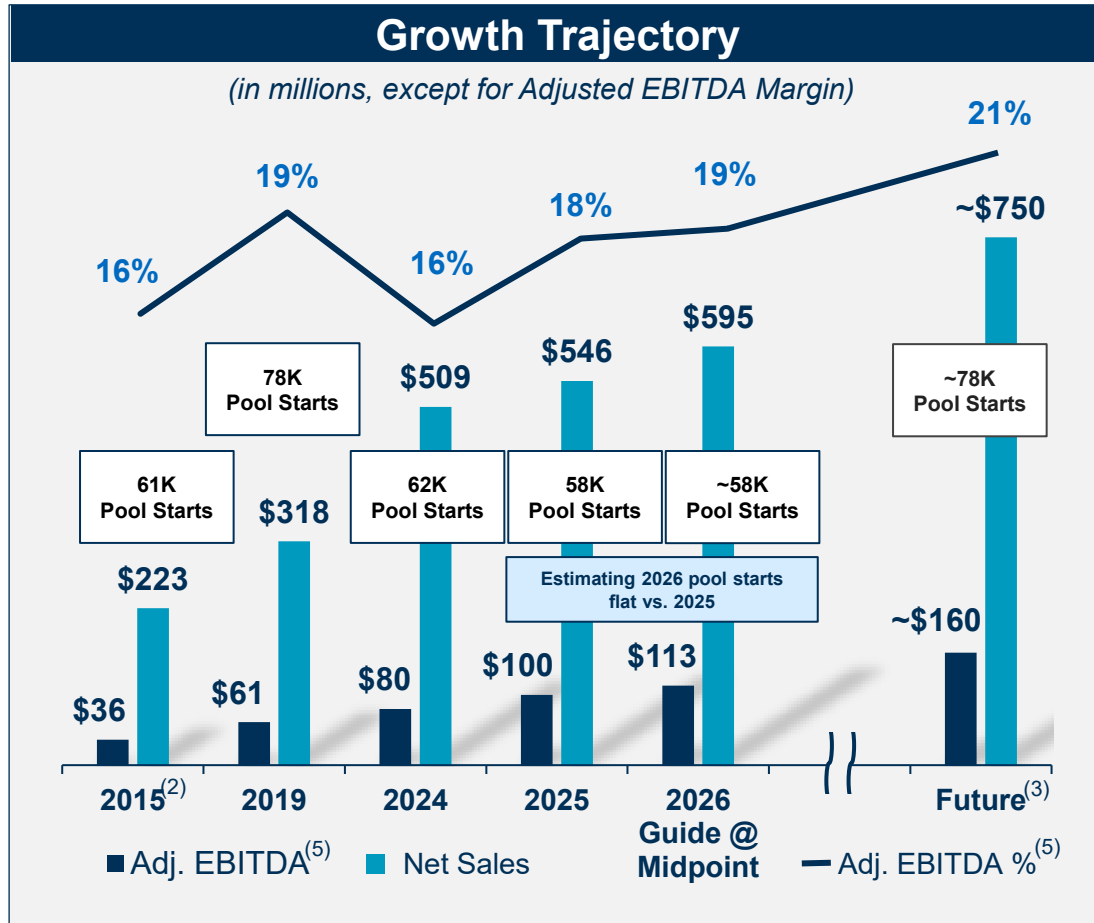 Growth Trajectory
(in millions, except for Adjusted EBITDA Margin)
16%
19%
16%
18%
19%
21%
61K
Pool Starts
78K
Pool Starts
62K
Pool Starts
58K
Pool Starts
~58K
Pool Starts
~78K
Pool Starts
Estimating 2026 pool starts
flat vs. 2025
$36
$223
$61
$318
$80
$509
$100
$546
$113
$595
~$160
~$750
2015(2)
2019
2024
2025
2026
Guide @
Midpoint
Future(3)
Adj. EBITDA(5)
Net Sales
Adj. EBITDA %(5)